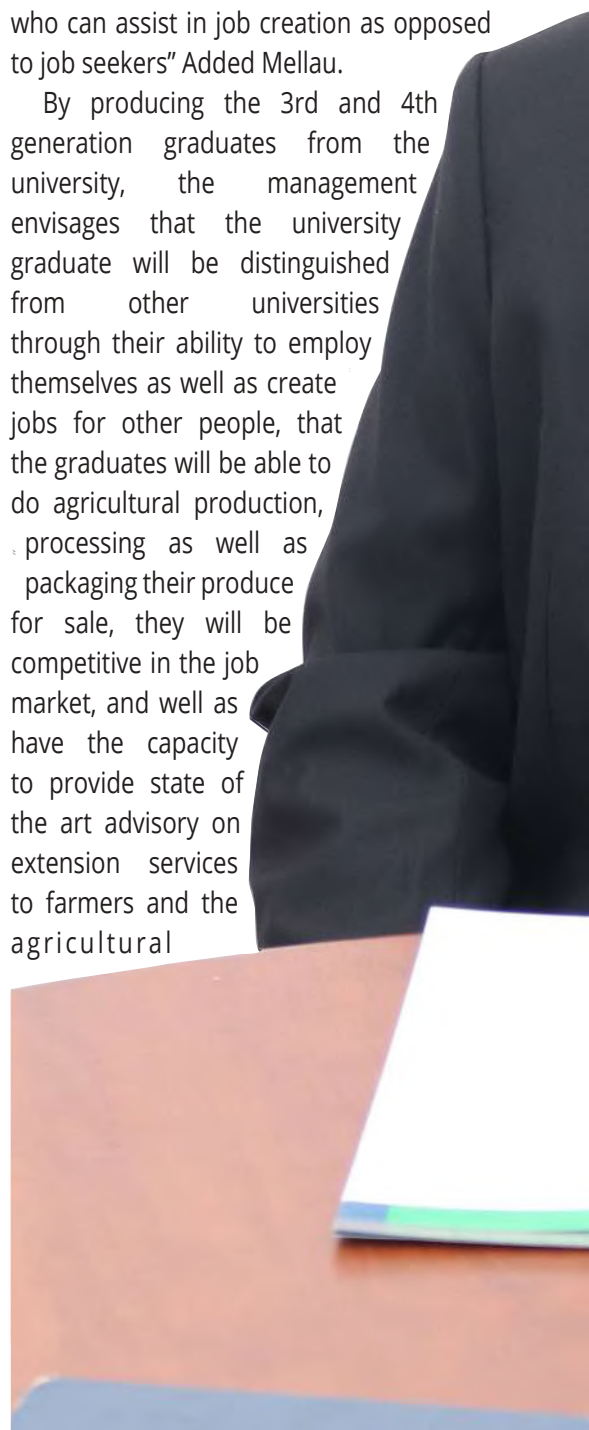 who can assist in job creation as opposed
to job seekers” Added Mellau.
By producing the 3rd and 4th
generation graduates from the
university, the management
envisages that the university
graduate will be distinguished
from other universities
through their ability to employ
themselves as well as create
jobs for other people, that
the graduates will be able to
do agricultural production,
processing as well as
packaging their produce
for sale, they will be
competitive in the job
market, and well as
have the capacity
to provide state of
the art advisory on
extension services
to farmers and the
agricultural